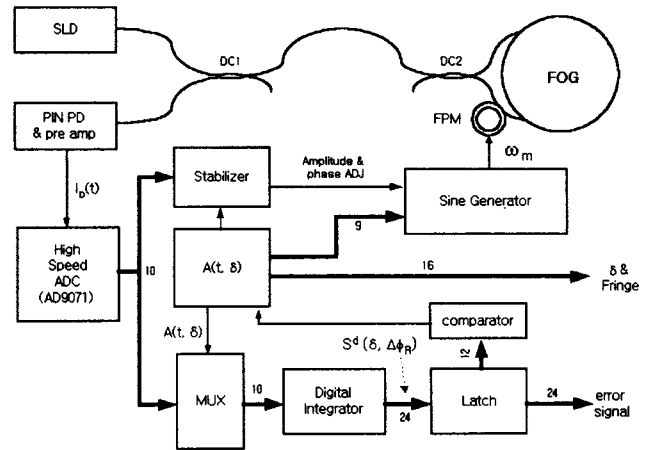 SLD
DC1
DC2
FOG
PIN PD
& pre amp
FPM
I_D(t)
Stabilizer
Amplitude &
phase ADJ
ω_m
Sine Generator
High
Speed
ADC
(AD9071)
10
A(t, δ)
9
16
δ &
Fringe
A(t, δ)
comparator
S^d (δ, Δϕ_R)
12
MUX
10
Digital
Integrator
24
Latch
24
error
signal